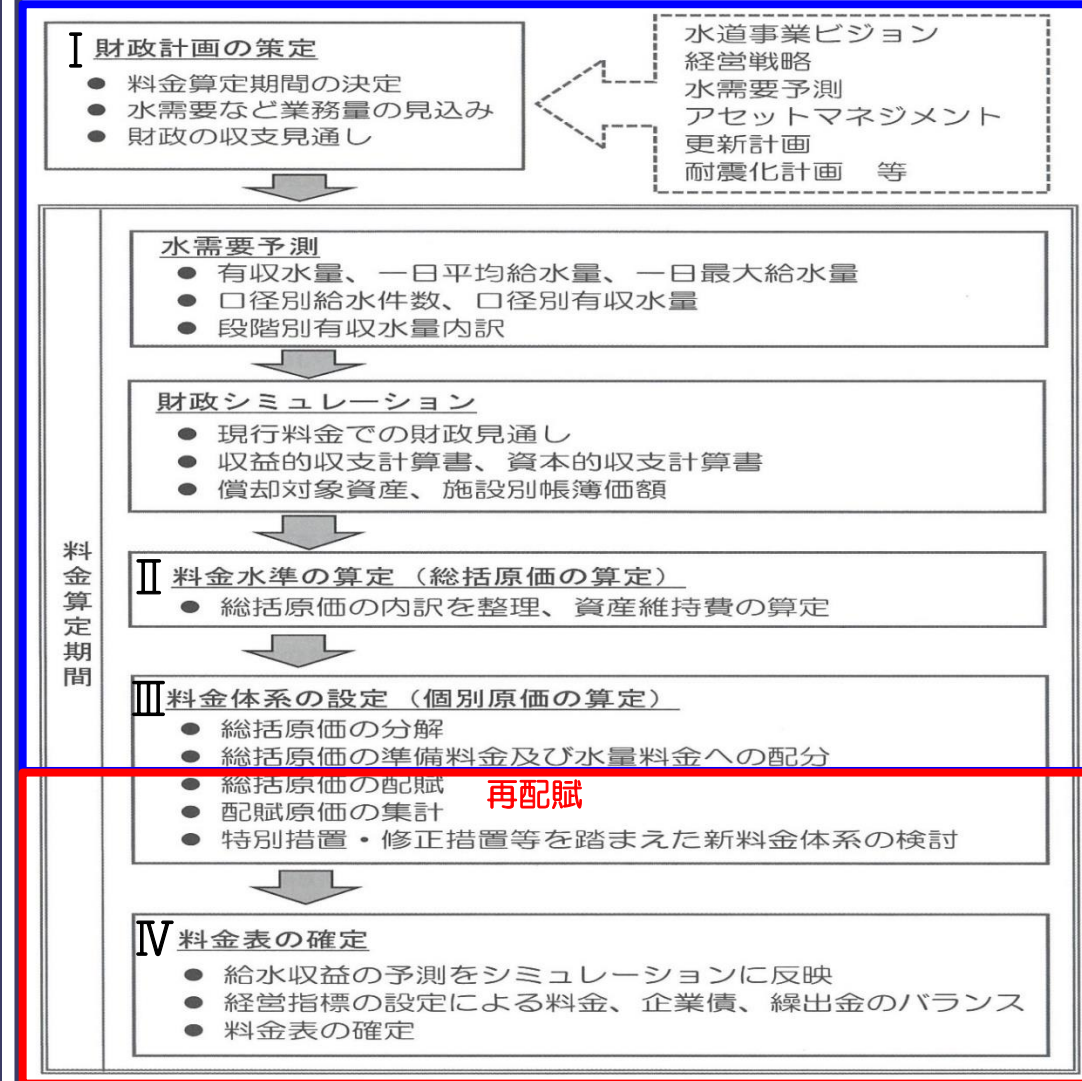 Ⅰ 財政計画の策定
● 料金算定期間の決定
● 水需要など業務量の見込み
● 財政の収支見通し
水道事業ビジョン
経営戦略
水需要予測
アセットマネジメント
更新計画
耐震化計画　等
料金算定期間
水需要予測
● 有収水量、一日平均給水量、一日最大給水量
● 口径別給水件数、口径別有収水量
● 段階別有収水量内訳
財政シミュレーション
● 現行料金での財政見通し
● 収益的収支計算書、資本的収支計算書
● 償却対象資産、施設別帳簿価額
Ⅱ 料金水準の算定（総括原価の算定）
● 総括原価の内訳を整理、資産維持費の算定
Ⅲ 料金体系の設定（個別原価の算定）
● 総括原価の分解
● 総括原価の準備料金及び水量料金への配分
● 総括原価の配賦
再配賦
● 配賦原価の集計
● 特別措置・修正措置等を踏まえた新料金体系の検討
Ⅳ 料金表の確定
● 給水収益の予測をシミュレーションに反映
● 経営指標の設定による料金、企業債、繰出金のバランス
● 料金表の確定